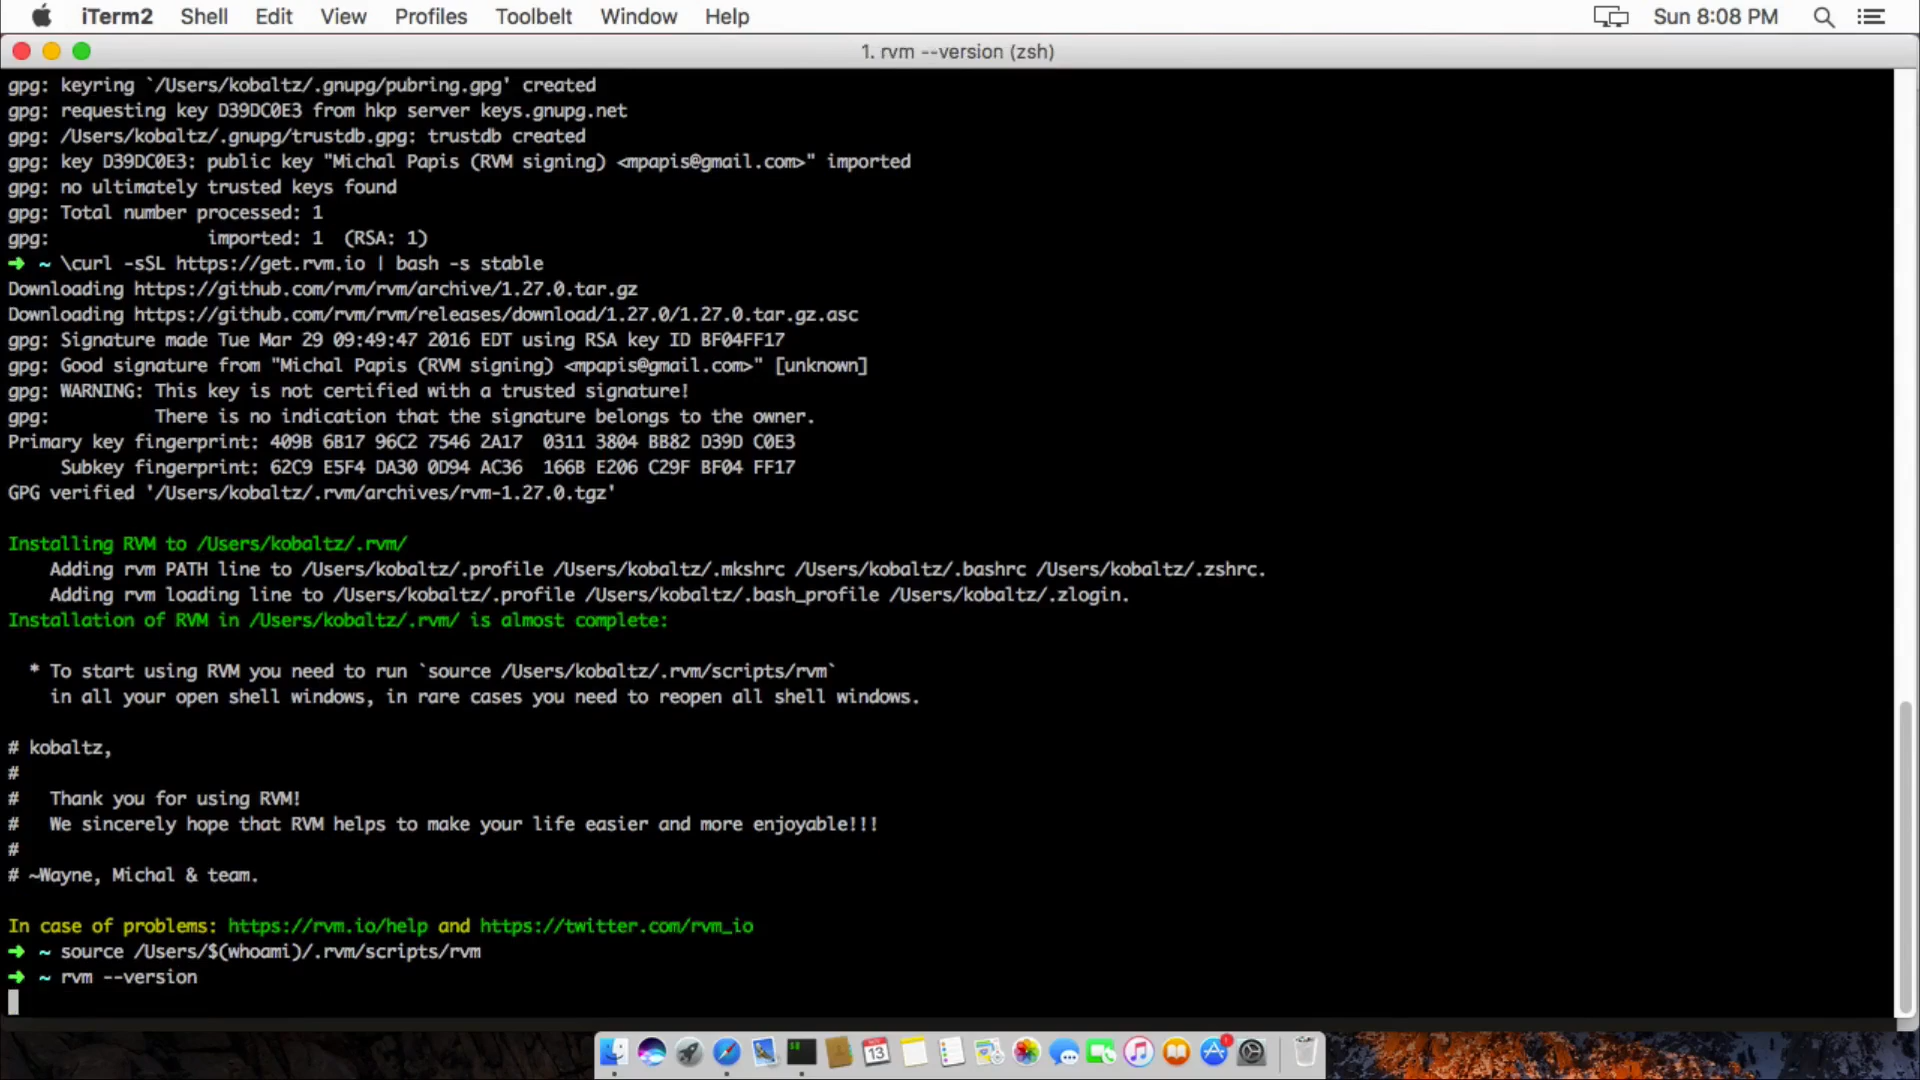 iTerm2 Shell Edit View Profiles Toolbelt Window Help Sun 8:08 PM
1. rvm --version (zsh)
gpg: keyring `/Users/kobaltz/.gnupg/pubring.gpg' created
gpg: requesting key D39DC0E3 from hkp server keys.gnupg.net
gpg: /Users/kobaltz/.gnupg/trustdb.gpg: trustdb created
gpg: key D39DC0E3: public key "Michal Papis (RVM signing) <mpapis@gmail.com>" imported
gpg: no ultimately trusted keys found
gpg: Total number processed: 1
gpg:               imported: 1  (RSA: 1)
➜ ~ \curl -sSL https://get.rvm.io | bash -s stable
Downloading https://github.com/rvm/rvm/archive/1.27.0.tar.gz
Downloading https://github.com/rvm/rvm/releases/download/1.27.0/1.27.0.tar.gz.asc
gpg: Signature made Tue Mar 29 09:49:47 2016 EDT using RSA key ID BF04FF17
gpg: Good signature from "Michal Papis (RVM signing) <mpapis@gmail.com>" [unknown]
gpg: WARNING: This key is not certified with a trusted signature!
gpg:          There is no indication that the signature belongs to the owner.
Primary key fingerprint: 409B 6B17 96C2 7546 2A17  0311 3804 BB82 D39D C0E3
     Subkey fingerprint: 62C9 E5F4 DA30 0D94 AC36  166B E206 C29F BF04 FF17
GPG verified '/Users/kobaltz/.rvm/archives/rvm-1.27.0.tgz'
Installing RVM to /Users/kobaltz/.rvm/
    Adding rvm PATH line to /Users/kobaltz/.profile /Users/kobaltz/.mkshrc /Users/kobaltz/.bashrc /Users/kobaltz/.zshrc.
    Adding rvm loading line to /Users/kobaltz/.profile /Users/kobaltz/.bash_profile /Users/kobaltz/.zlogin.
Installation of RVM in /Users/kobaltz/.rvm/ is almost complete:
  * To start using RVM you need to run `source /Users/kobaltz/.rvm/scripts/rvm`
    in all your open shell windows, in rare cases you need to reopen all shell windows.
# kobaltz,
#
#   Thank you for using RVM!
#   We sincerely hope that RVM helps to make your life easier and more enjoyable!!!
#
# ~Wayne, Michal & team.
In case of problems: https://rvm.io/help and https://twitter.com/rvm_io
➜ ~ source /Users/$(whoami)/.rvm/scripts/rvm
➜ ~ rvm --version
13